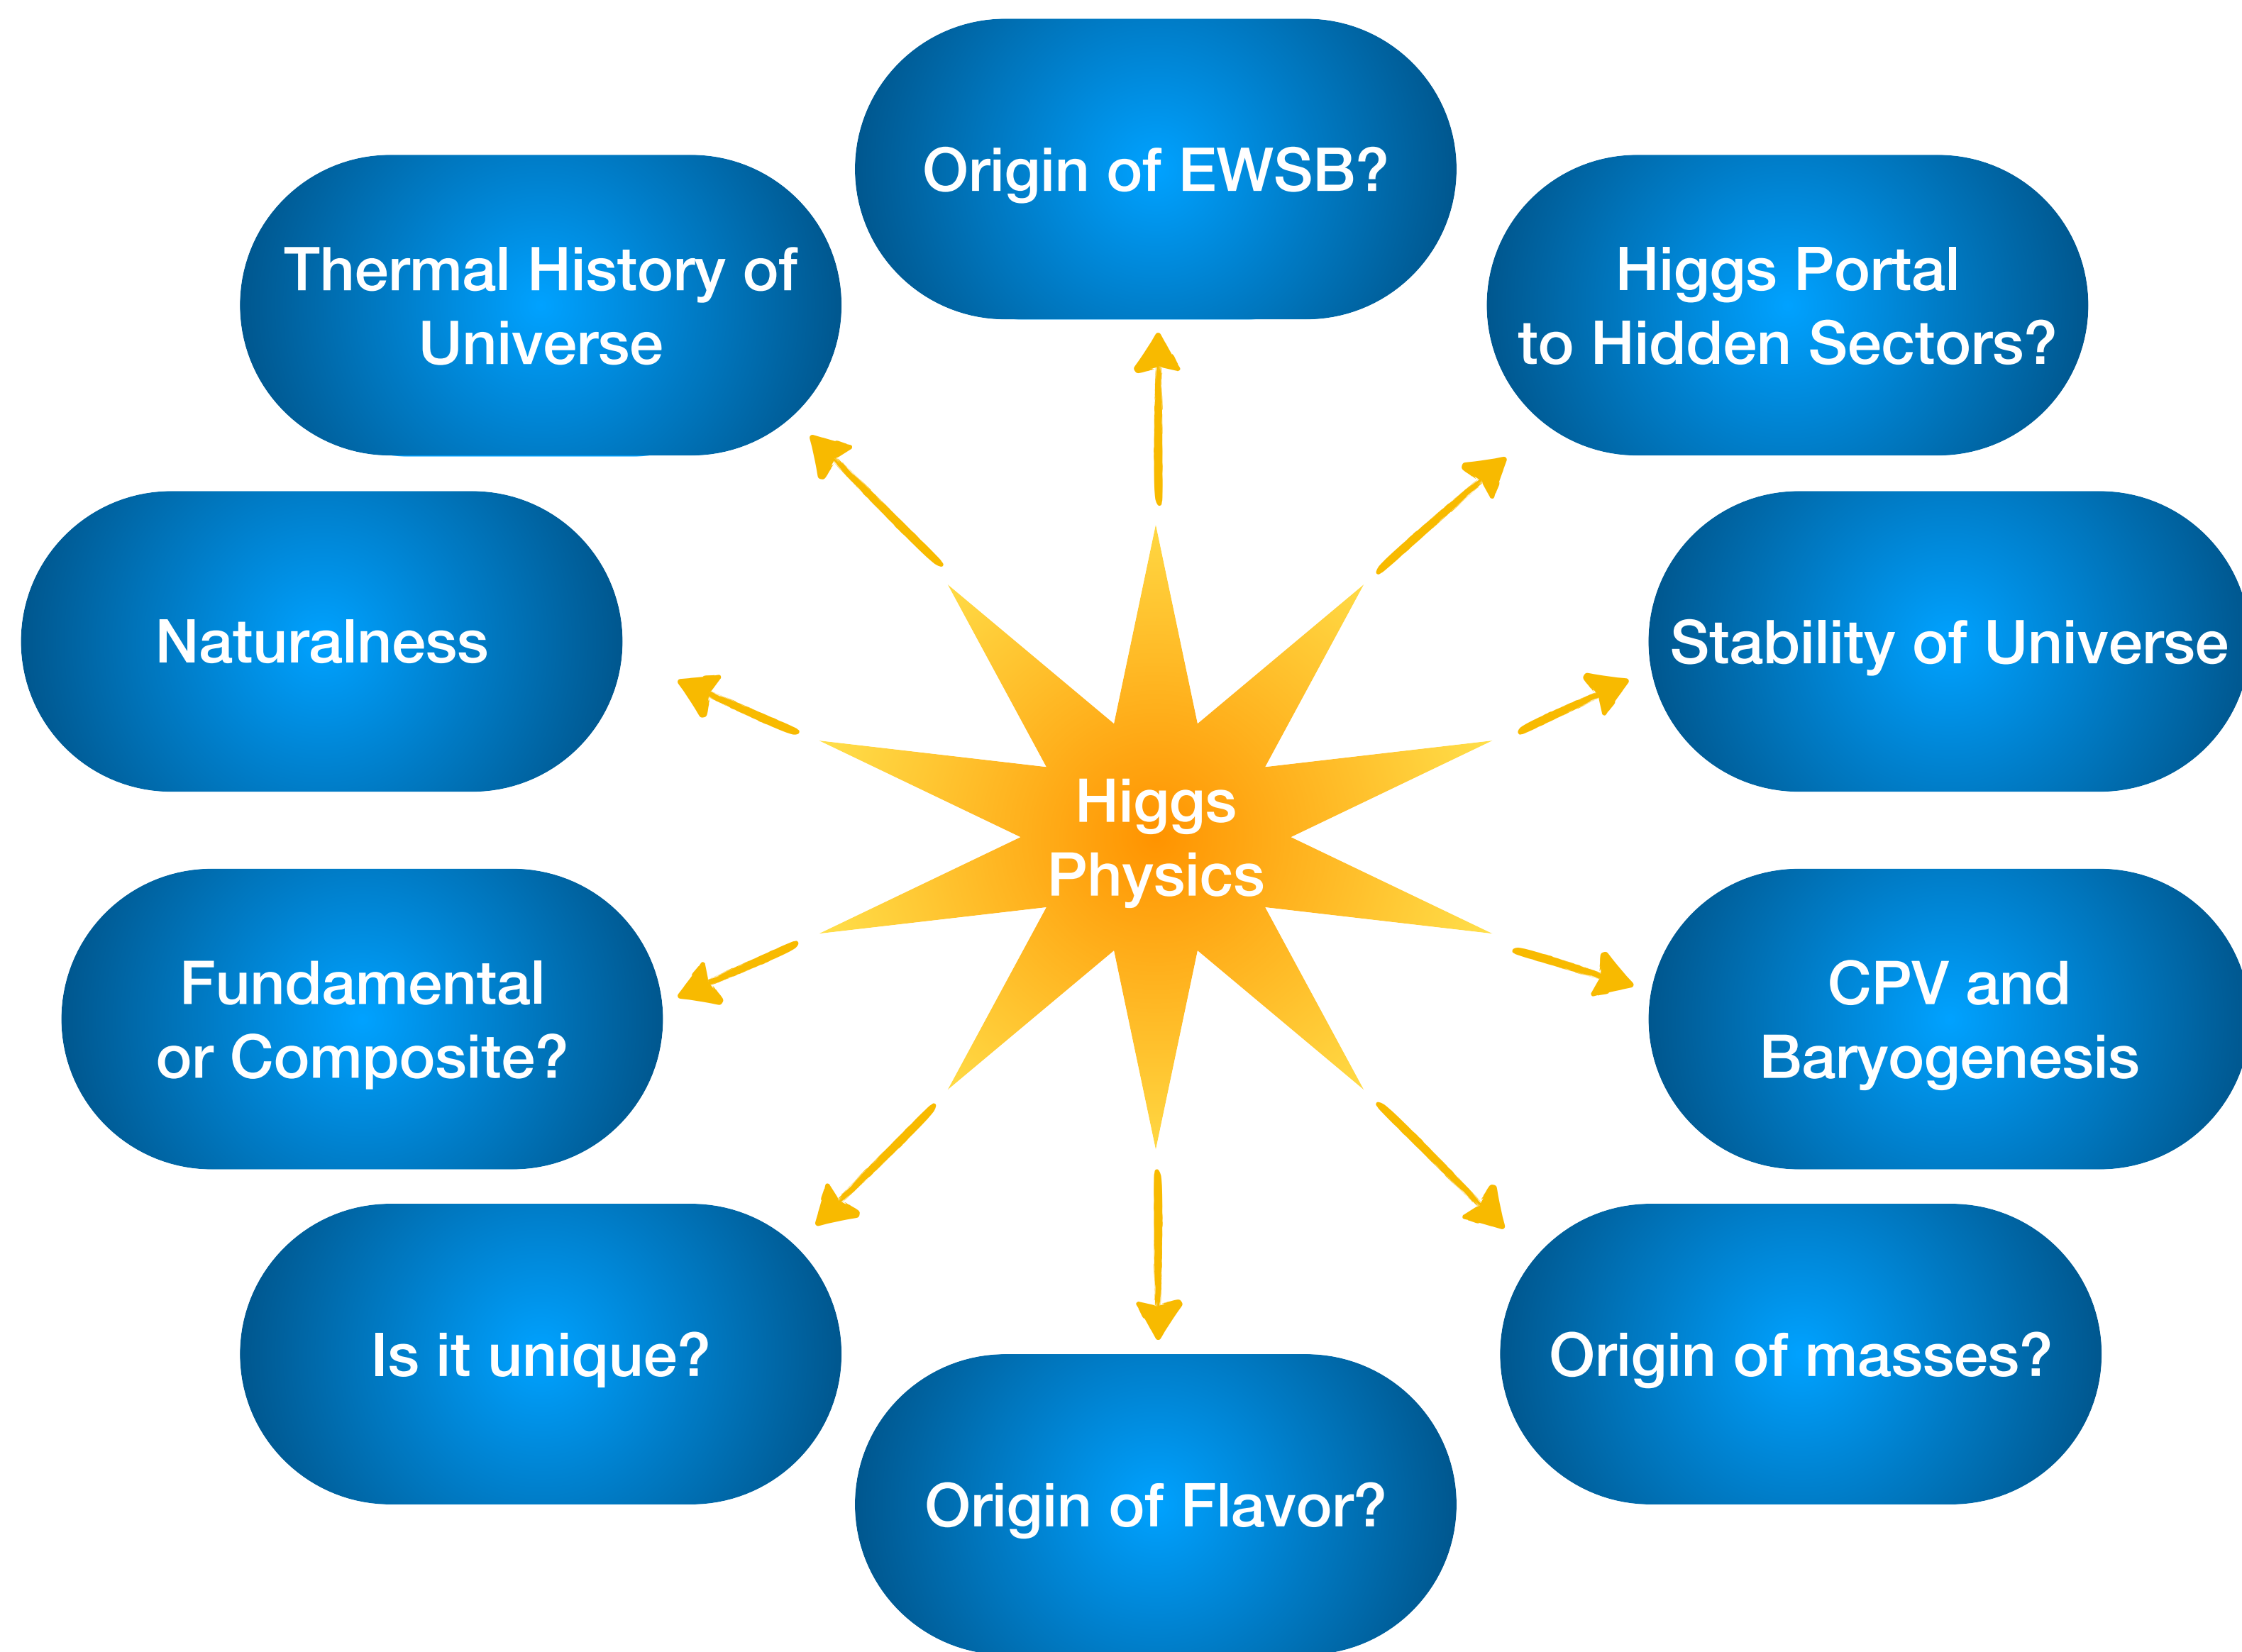 Origin of EWSB?
Thermal History of
Universe
Higgs Portal
to Hidden Sectors?
Naturalness
Stability of Universe
Higgs
Physics
Fundamental
or Composite?
CPV and
Baryogenesis
Is it unique?
Origin of masses?
Origin of Flavor?